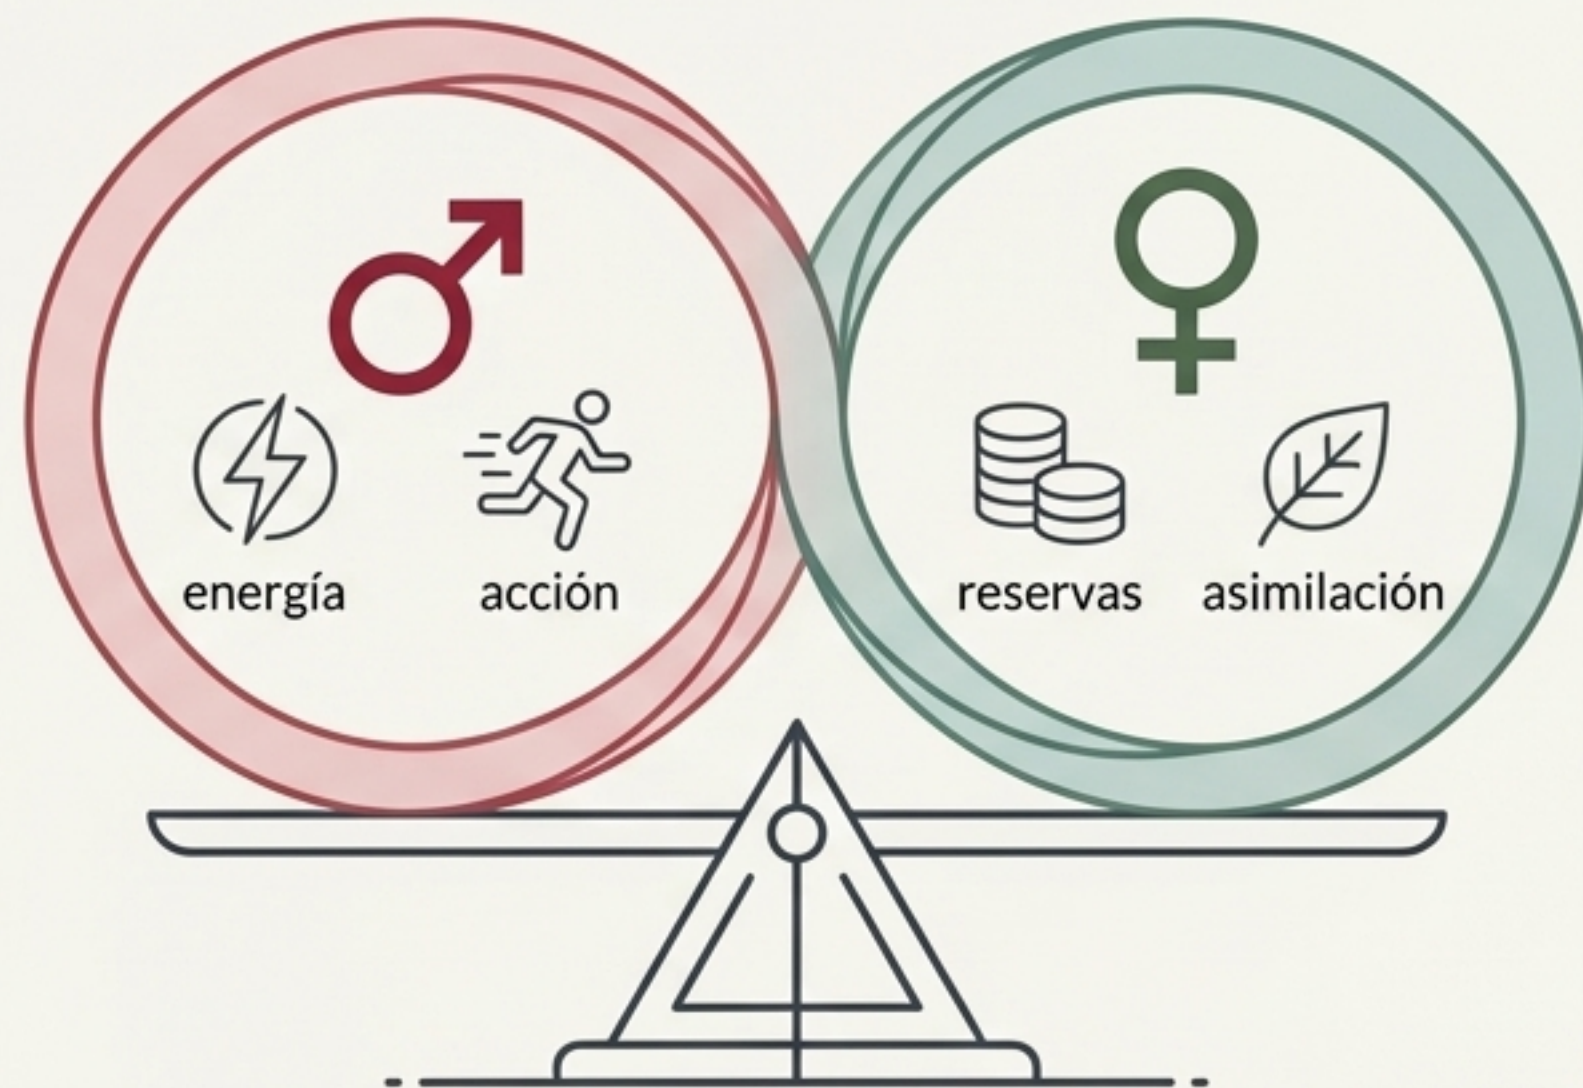 energía
acción
reservas
asimilación